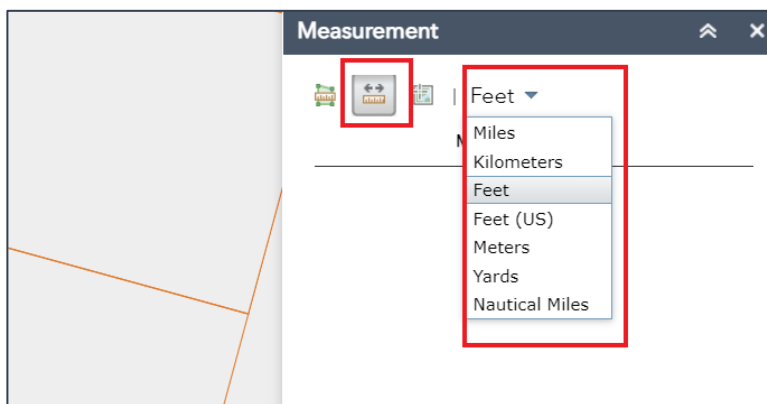 Measurement
Feet
Miles
Kilometers
Feet
Feet (US)
Meters
Yards
Nautical Miles